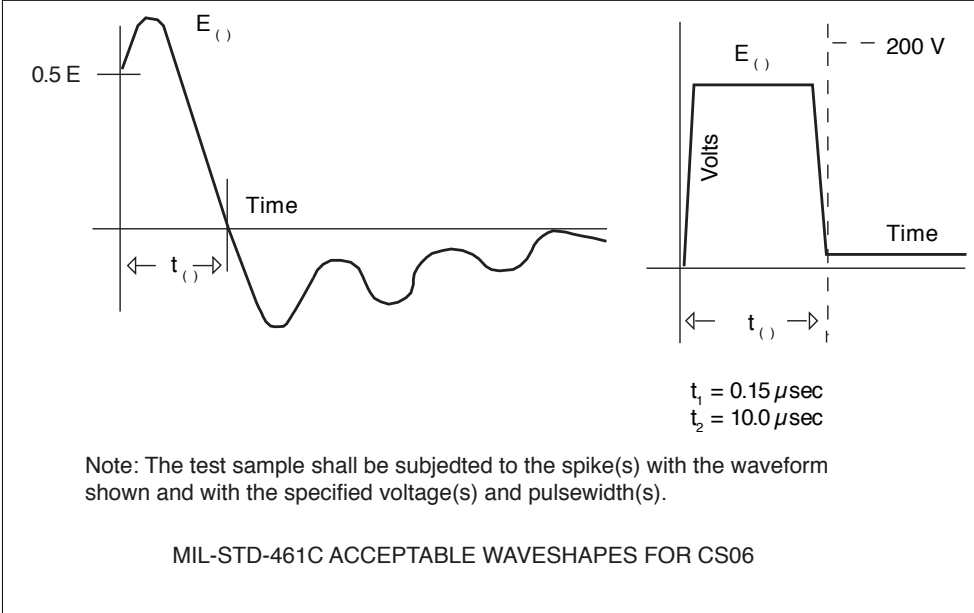 E ( )
0.5 E
Time
t ( )
200 V
E ( )
Volts
Time
t ( )
t1 = 0.15 µsec
t2 = 10.0 µsec
Note: The test sample shall be subjedted to the spike(s) with the waveform
shown and with the specified voltage(s) and pulsewidth(s).
MIL-STD-461C ACCEPTABLE WAVESHAPES FOR CS06